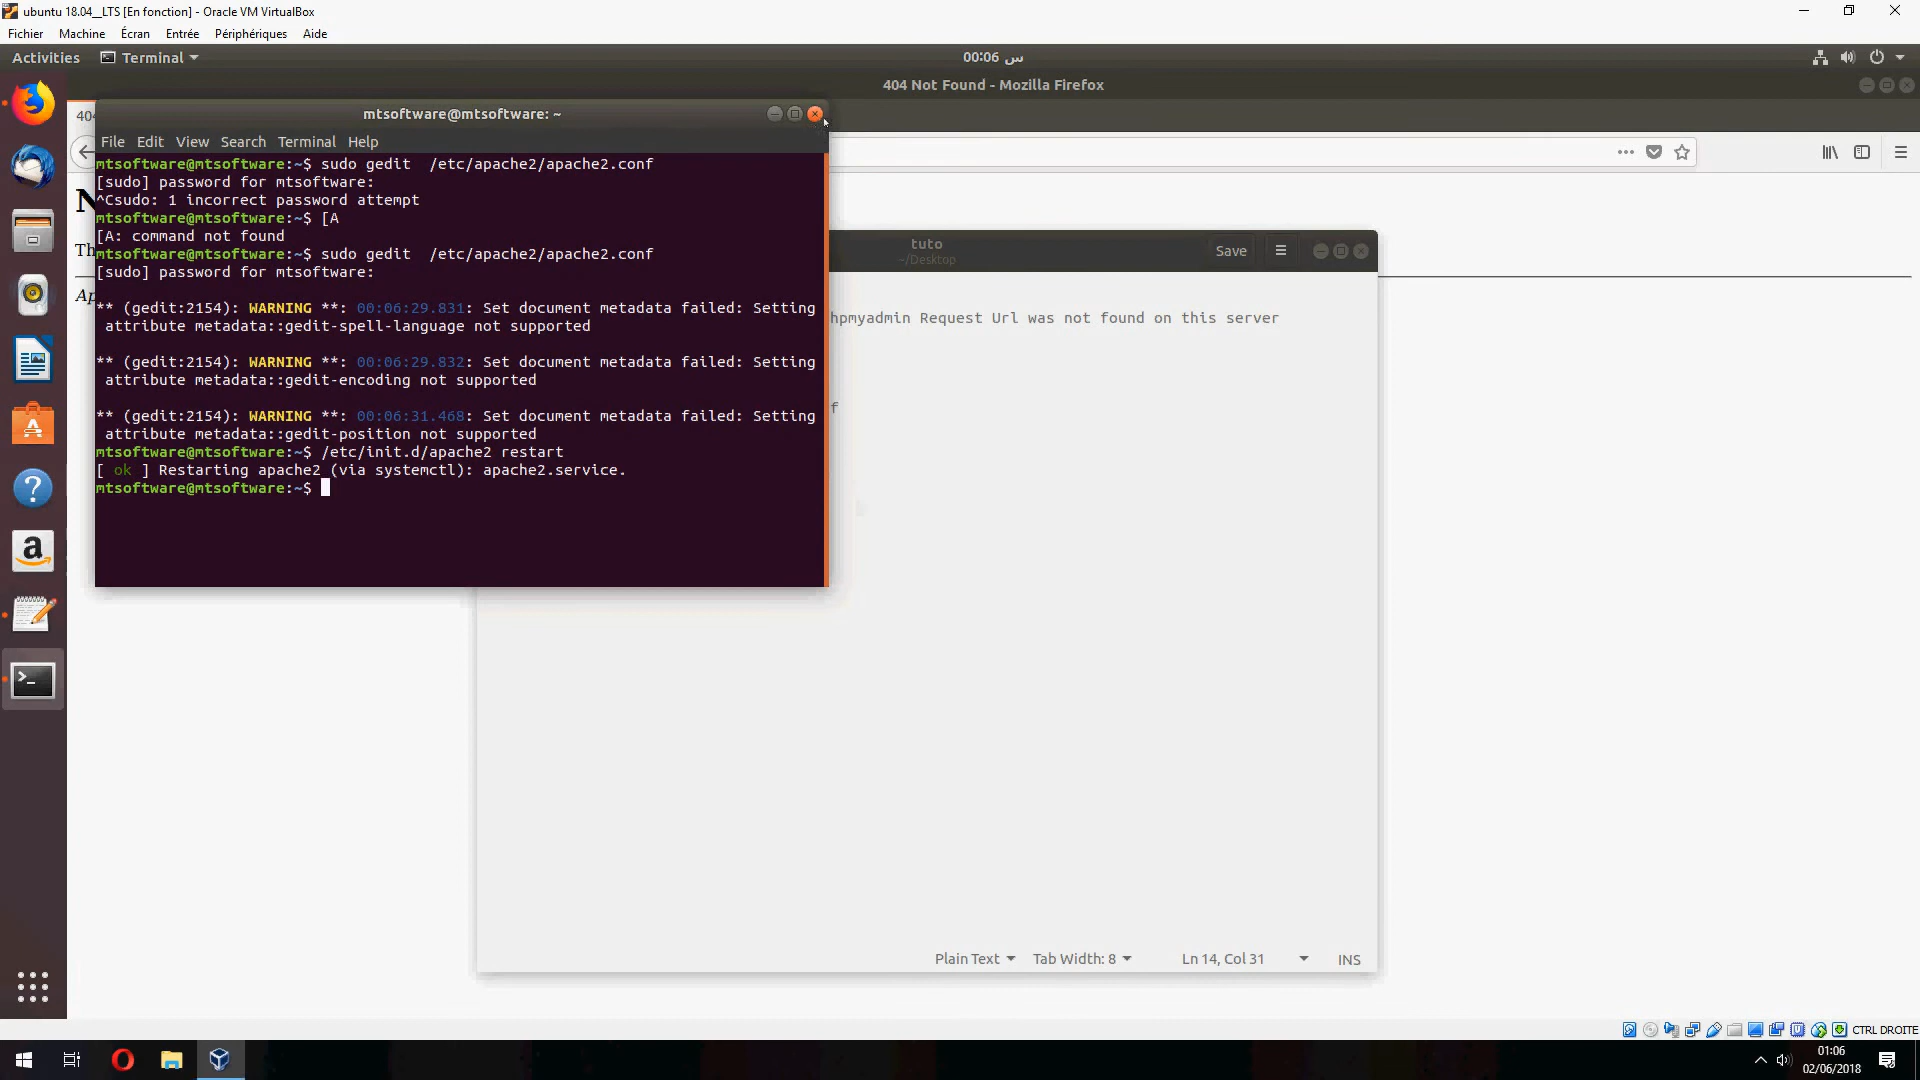 ubuntu 18.04__LTS [En fonction] - Oracle VM VirtualBox
Fichier Machine Écran Entrée Périphériques Aide
Activities Terminal س 00:06
404 Not Found - Mozilla Firefox
404
mtsoftware@mtsoftware: ~
File Edit View Search Terminal Help
mtsoftware@mtsoftware:~$ sudo gedit  /etc/apache2/apache2.conf
[sudo] password for mtsoftware:
^Csudo: 1 incorrect password attempt
mtsoftware@mtsoftware:~$ [A
[A: command not found
mtsoftware@mtsoftware:~$ sudo gedit  /etc/apache2/apache2.conf
[sudo] password for mtsoftware:
** (gedit:2154): WARNING **: 00:06:29.831: Set document metadata failed: Setting
attribute metadata::gedit-spell-language not supported
** (gedit:2154): WARNING **: 00:06:29.832: Set document metadata failed: Setting
attribute metadata::gedit-encoding not supported
** (gedit:2154): WARNING **: 00:06:31.468: Set document metadata failed: Setting
attribute metadata::gedit-position not supported
mtsoftware@mtsoftware:~$ /etc/init.d/apache2 restart
[ ok ] Restarting apache2 (via systemctl): apache2.service.
mtsoftware@mtsoftware:~$
N
Th
Ap
tuto
~/Desktop
Save
hpmyadmin Request Url was not found on this server
f
Plain Text Tab Width: 8 Ln 14, Col 31 INS
CTRL DROITE
01:06
02/06/2018